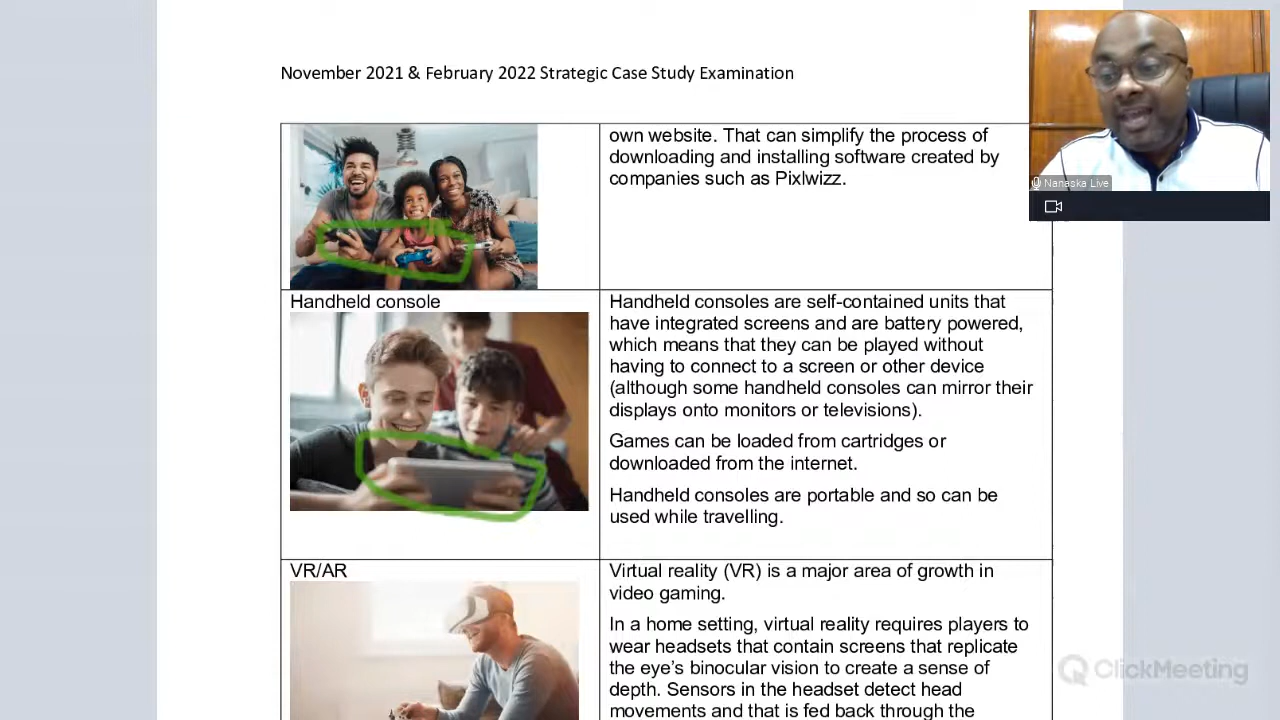 November 2021 & February 2022 Strategic Case Study Examination
own website. That can simplify the process of
downloading and installing software created by
companies such as Pixlwizz.
Nanaska Live
Handheld console
Handheld consoles are self-contained units that
have integrated screens and are battery powered,
which means that they can be played without
having to connect to a screen or other device
(although some handheld consoles can mirror their
displays onto monitors or televisions).
Games can be loaded from cartridges or
downloaded from the internet.
Handheld consoles are portable and so can be
used while travelling.
VR/AR
Virtual reality (VR) is a major area of growth in
video gaming.
In a home setting, virtual reality requires players to
wear headsets that contain screens that replicate
the eye's binocular vision to create a sense of
depth. Sensors in the headset detect head
movements and that is fed back through the
ClickMeeting